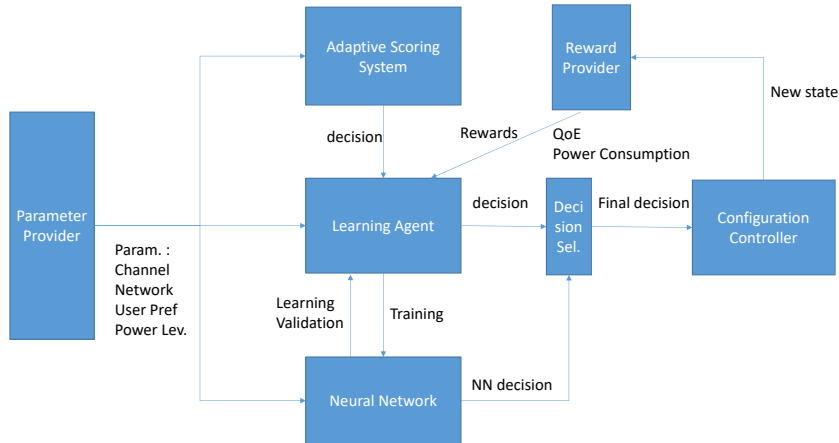 Adaptive Scoring
System
Reward
Provider
New state
decision
Rewards
QoE
Power Consumption
Parameter
Provider
Learning Agent
decision
Deci
sion
Sel.
Final decision
Configuration
Controller
Param. :
Channel
Network
User Pref
Power Lev.
Learning
Validation
Training
Neural Network
NN decision